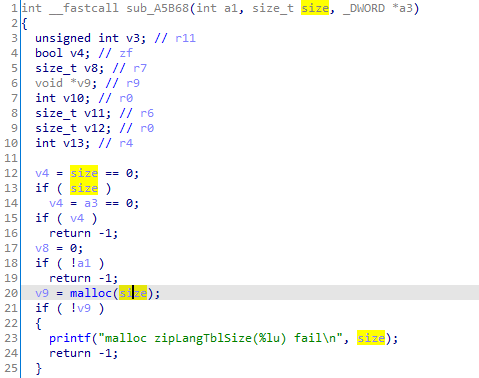 1 int __fastcall sub_A5B68(int a1, size_t size, _DWORD *a3)
2 {
3 unsigned int v3; // r11
4 bool v4; // zf
5 size_t v8; // r7
6 void *v9; // r9
7 int v10; // r0
8 size_t v11; // r6
9 size_t v12; // r0
10 int v13; // r4
11
12 v4 = size == 0;
13 if ( size )
14 v4 = a3 == 0;
15 if ( v4 )
16 return -1;
17 v8 = 0;
18 if ( !a1 )
19 return -1;
20 v9 = malloc(size);
21 if ( !v9 )
22 {
23 printf("malloc zipLangTblSize(%lu) fail\n", size);
24 return -1;
25 }